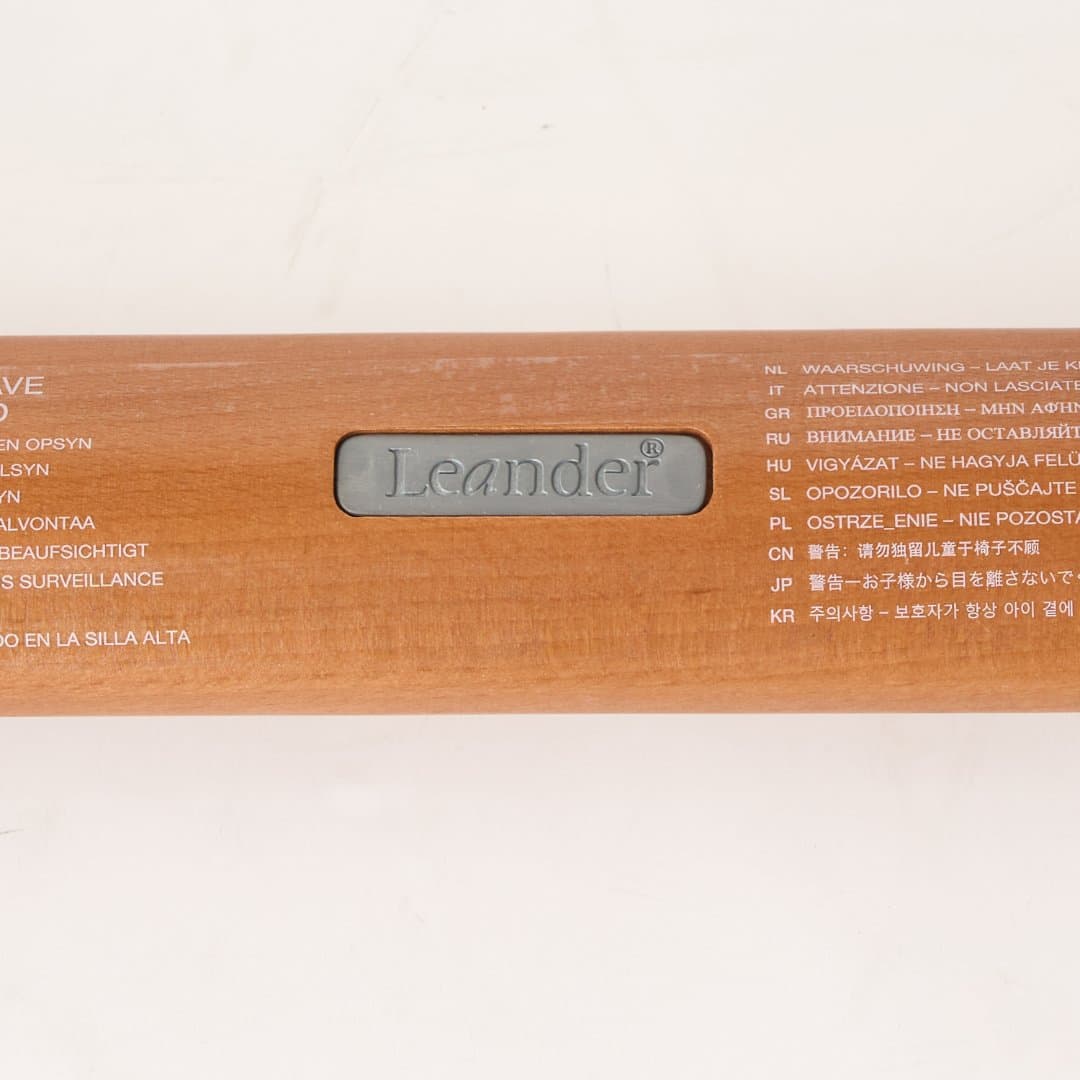 AVE
EN OPSYN
LSYN
YN
ALVONTAA
BEAUFSICHTIGT
S SURVEILLANCE
DO EN LA SILLA ALTA
Leander®
NL WAARSCHUWING – LAAT JE
IT ATTENZIONE – NON LASCIATE
GR ΠΡΟΕΙΔΟΠΟΙΗΣΗ – ΜΗΝ ΑΦΉΝ
RU ВНИМАНИЕ – НЕ ОСТАВЛЯЙТ
HU VIGYÁZAT – NE HAGYJA FELÜ
SL OPOZORILO – NE PUŠČAJTE
PL OSTRZE_ENIE – NIE POZOSTA
CN 警告：请勿独留儿童于椅子不顾
JP 警告—お子様から目を離さないで
KR 주의사항 – 보호자가 항상 아이 곁에